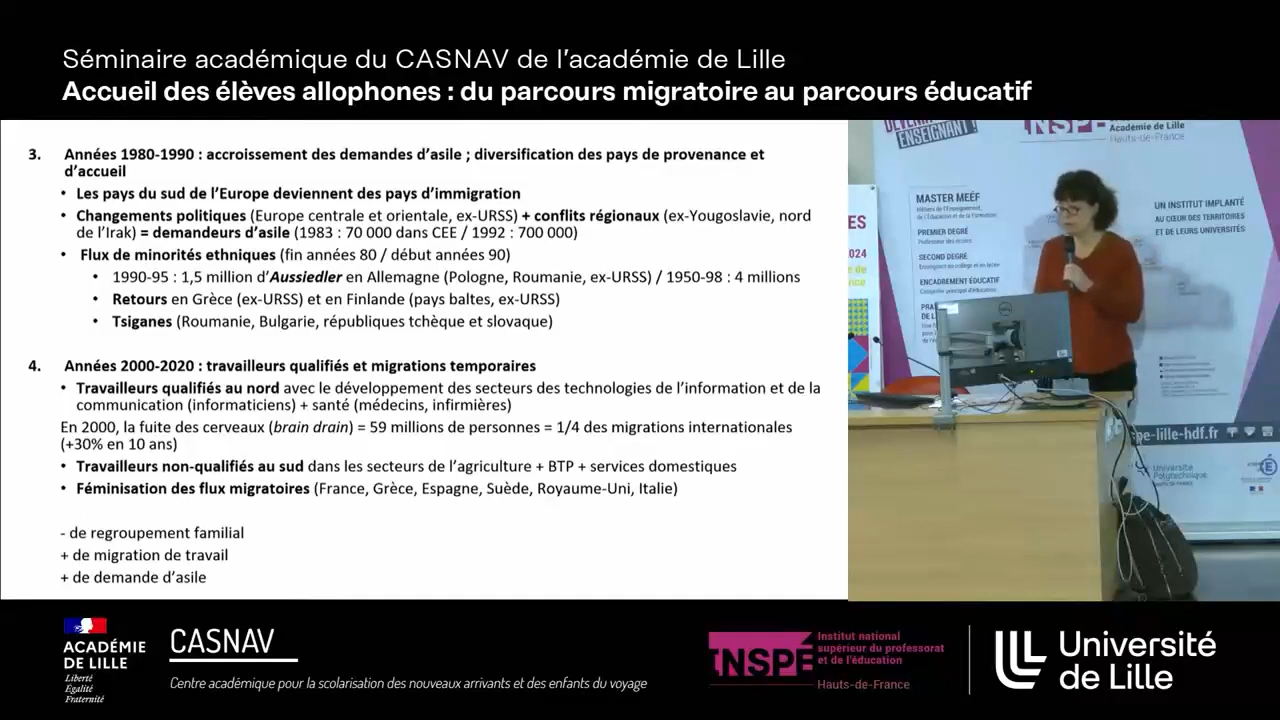 Séminaire académique du CASNAV de l'académie de Lille
Accueil des élèves allophones : du parcours migratoire au parcours éducatif
3. Années 1980-1990 : accroissement des demandes d'asile ; diversification des pays de provenance et
d'accueil
• Les pays du sud de l'Europe deviennent des pays d'immigration
• Changements politiques (Europe centrale et orientale, ex-URSS) + conflits régionaux (ex-Yougoslavie, nord
de l'Irak) = demandeurs d'asile (1983 : 70 000 dans CEE / 1992 : 700 000)
• Flux de minorités ethniques (fin années 80 / début années 90)
• 1990-95 : 1,5 million d'Aussiedler en Allemagne (Pologne, Roumanie, ex-URSS) / 1950-98 : 4 millions
• Retours en Grèce (ex-URSS) et en Finlande (pays baltes, ex-URSS)
• Tsiganes (Roumanie, Bulgarie, républiques tchèque et slovaque)
4. Années 2000-2020 : travailleurs qualifiés et migrations temporaires
• Travailleurs qualifiés au nord avec le développement des secteurs des technologies de l'information et de la
communication (informaticiens) + santé (médecins, infirmières)
En 2000, la fuite des cerveaux (brain drain) = 59 millions de personnes = 1/4 des migrations internationales
(+30% en 10 ans)
• Travailleurs non-qualifiés au sud dans les secteurs de l'agriculture + BTP + services domestiques
• Féminisation des flux migratoires (France, Grèce, Espagne, Suède, Royaume-Uni, Italie)
- de regroupement familial
+ de migration de travail
+ de demande d'asile
ENSEIGNANT!
Académie de Lille
Hauts-de-France
MASTER MEEF
PREMIER DEGRÉ
Professeur des écoles
SECOND DEGRÉ
ENCADREMENT ÉDUCATIF
UN INSTITUT IMPLANTÉ
AU CŒUR DES TERRITOIRES
ET DE LEURS UNIVERSITÉS
2024
DELL
pe-lille-hdf.fr
Université
Polytechnique
ACADÉMIE
DE LILLE
Liberté
Égalité
Fraternité
CASNAV
Centre académique pour la scolarisation des nouveaux arrivants et des enfants du voyage
INSPÉ
Institut national
supérieur du professorat
et de l'éducation
Hauts-de-France
Université
de Lille